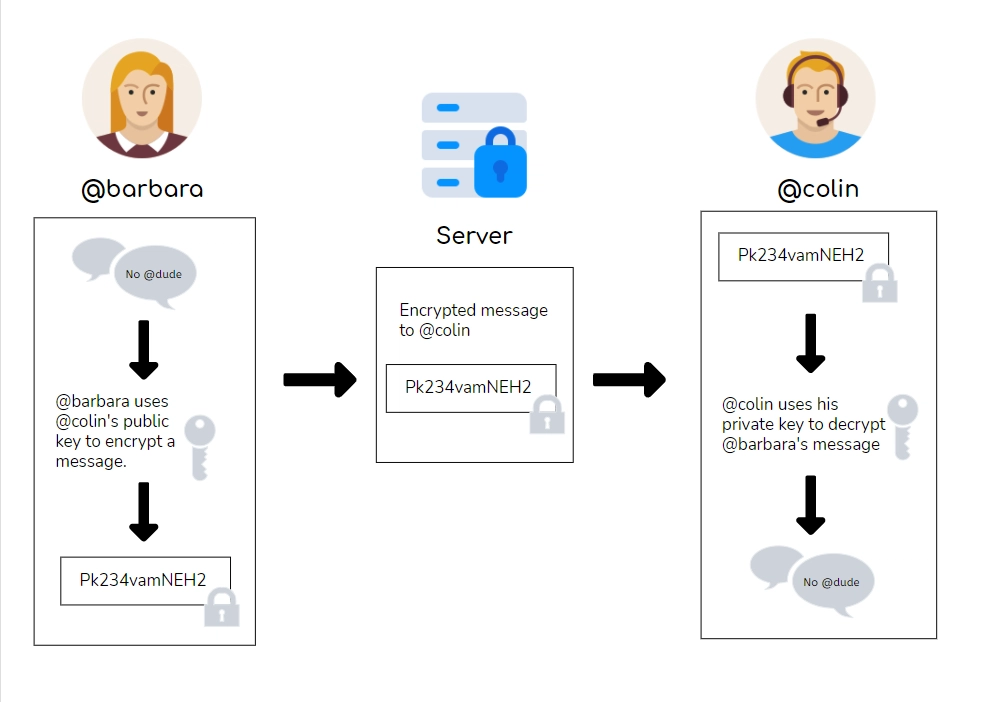 @barbara
No @dude
@barbara uses
@colin's public
key to encrypt a
message.
Pk234vamNEH2
Server
Encrypted message
to @colin
Pk234vamNEH2
@colin
Pk234vamNEH2
@colin uses his
private key to decrypt
@barbara's message
No @dude